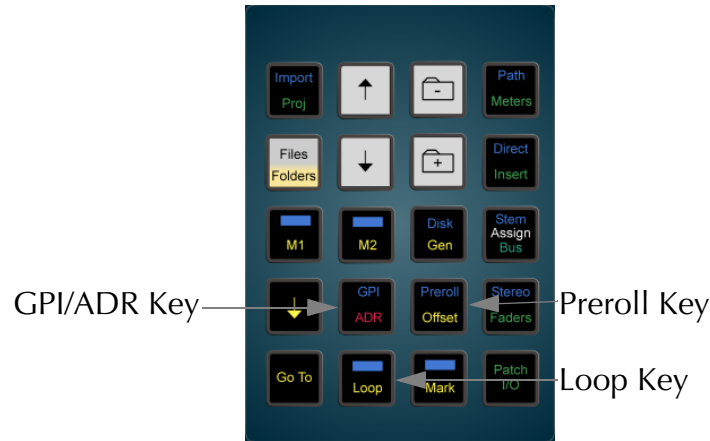 Import
Proj
Path
Meters
Files
Folders
Direct
Insert
M1
M2
Disk
Gen
Stem
Assign
Bus
GPI/ADR Key
GPI
ADR
Preroll
Offset
Stereo
Faders
Preroll Key
Go To
Loop
Mark
Patch
I/O
Loop Key